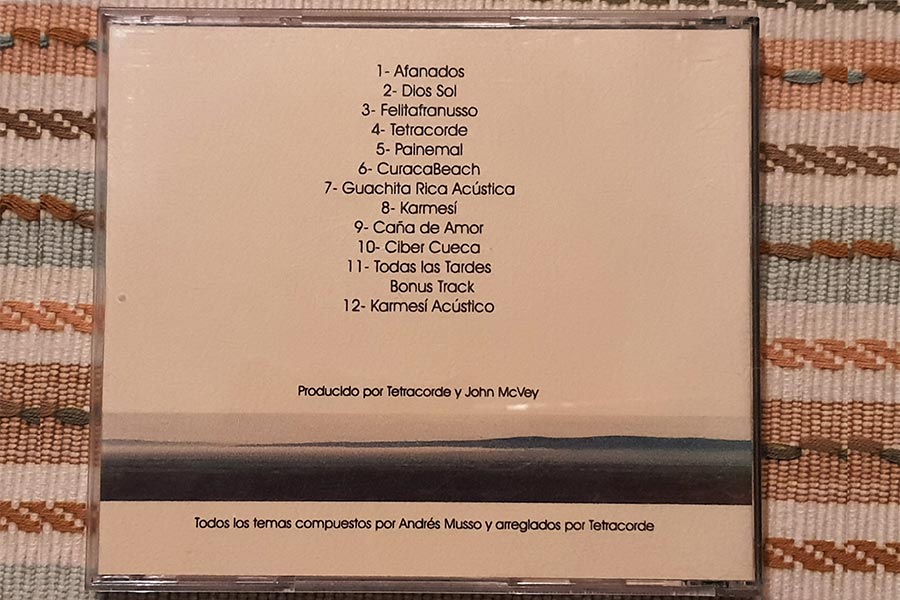 1- Afanados
2- Dios Sol
3- Felitafranusso
4- Tetracorde
5- Painemal
6- CuracaBeach
7- Guachita Rica Acústica
8- Karmesí
9- Caña de Amor
10- Ciber Cueca
11- Todas las Tardes
Bonus Track
12- Karmesí Acústico
Producido por Tetracorde y John McVey
Todos los temas compuestos por Andrés Musso y arreglados por Tetracorde